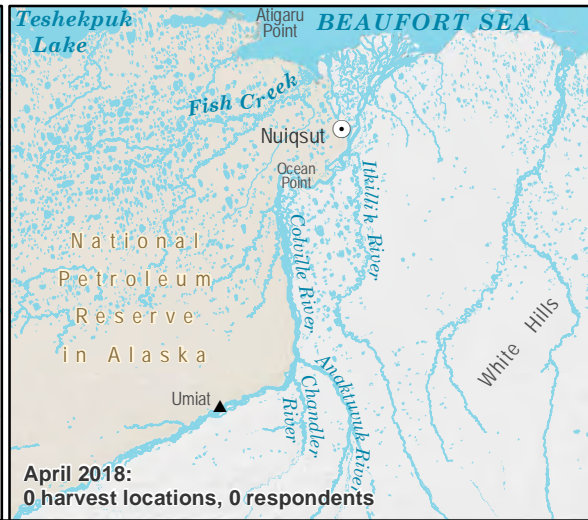 Teshekpuk
Lake
Atigaru
Point
BEAUFORT SEA
Fish Creek
Nuiqsut
Ocean
Point
Itkillik River
Colville River
National
Petroleum
Reserve
in Alaska
White Hills
Umiat
Chandler
River
Anaktuvuk River
April 2018:
0 harvest locations, 0 respondents